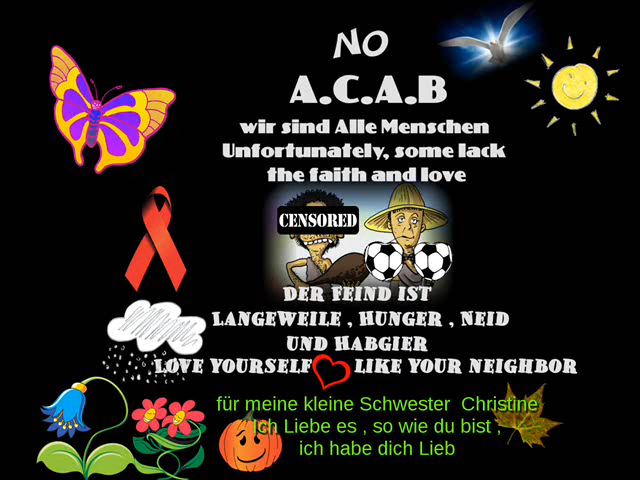 NO
A.C.A.B
wir sind Alle Menschen
Unfortunately, some lack
the faith and love
CENSORED
DER FEIND IST
LANGEWEILE , HUNGER , NEID
UND HABGIER
LOVE YOURSELF LIKE YOUR NEIGHBOR
für meine kleine Schwester Christine
Ich Liebe es , so wie du bist ,
ich habe dich Lieb